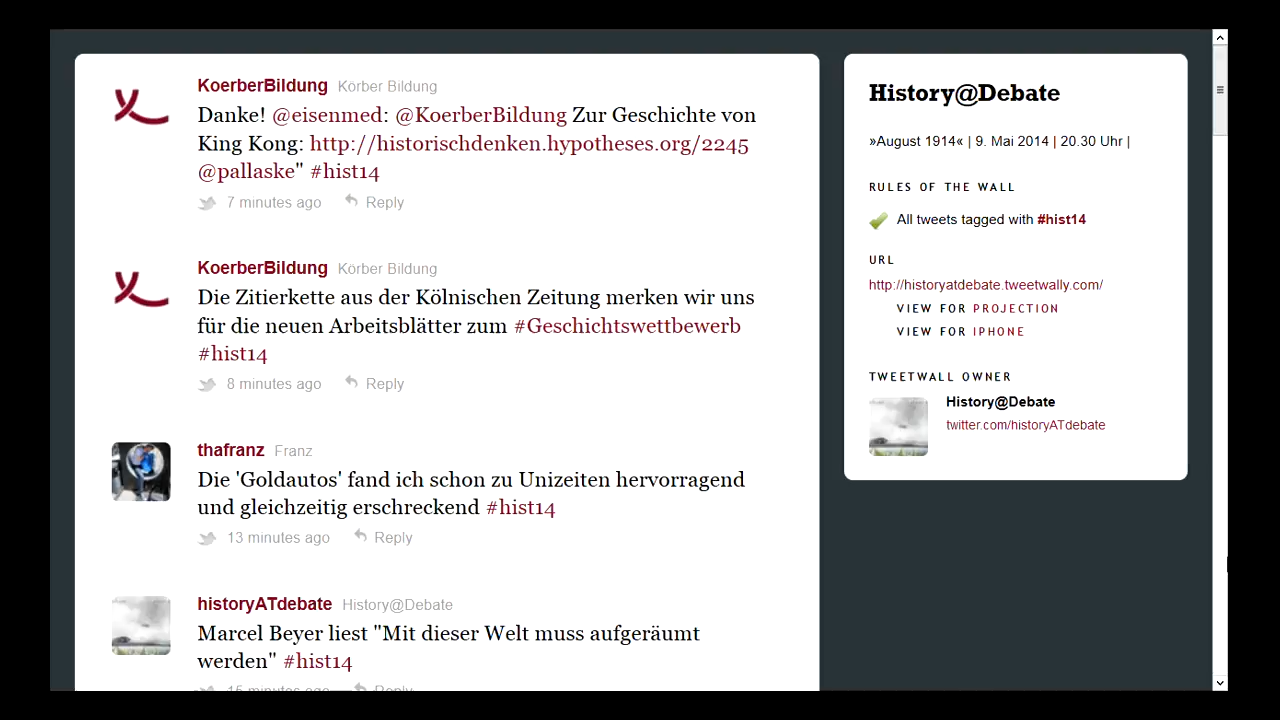 KoerberBildung Körber Bildung
Danke! @eisenmed: @KoerberBildung Zur Geschichte von
King Kong: http://historischdenken.hypotheses.org/2245
@pallaske" #hist14
7 minutes ago Reply
KoerberBildung Körber Bildung
Die Zitierkette aus der Kölnischen Zeitung merken wir uns
für die neuen Arbeitsblätter zum #Geschichtswettbewerb
#hist14
8 minutes ago Reply
thafranz Franz
Die 'Goldautos' fand ich schon zu Unizeiten hervorragend
und gleichzeitig erschreckend #hist14
13 minutes ago Reply
historyATdebate History@Debate
Marcel Beyer liest "Mit dieser Welt muss aufgeräumt
werden" #hist14
15 minutes ago Reply
History@Debate
»August 1914« | 9. Mai 2014 | 20.30 Uhr |
RULES OF THE WALL
All tweets tagged with #hist14
URL
http://historyatdebate.tweetwally.com/
VIEW FOR PROJECTION
VIEW FOR IPHONE
TWEETWALL OWNER
History@Debate
twitter.com/historyATdebate